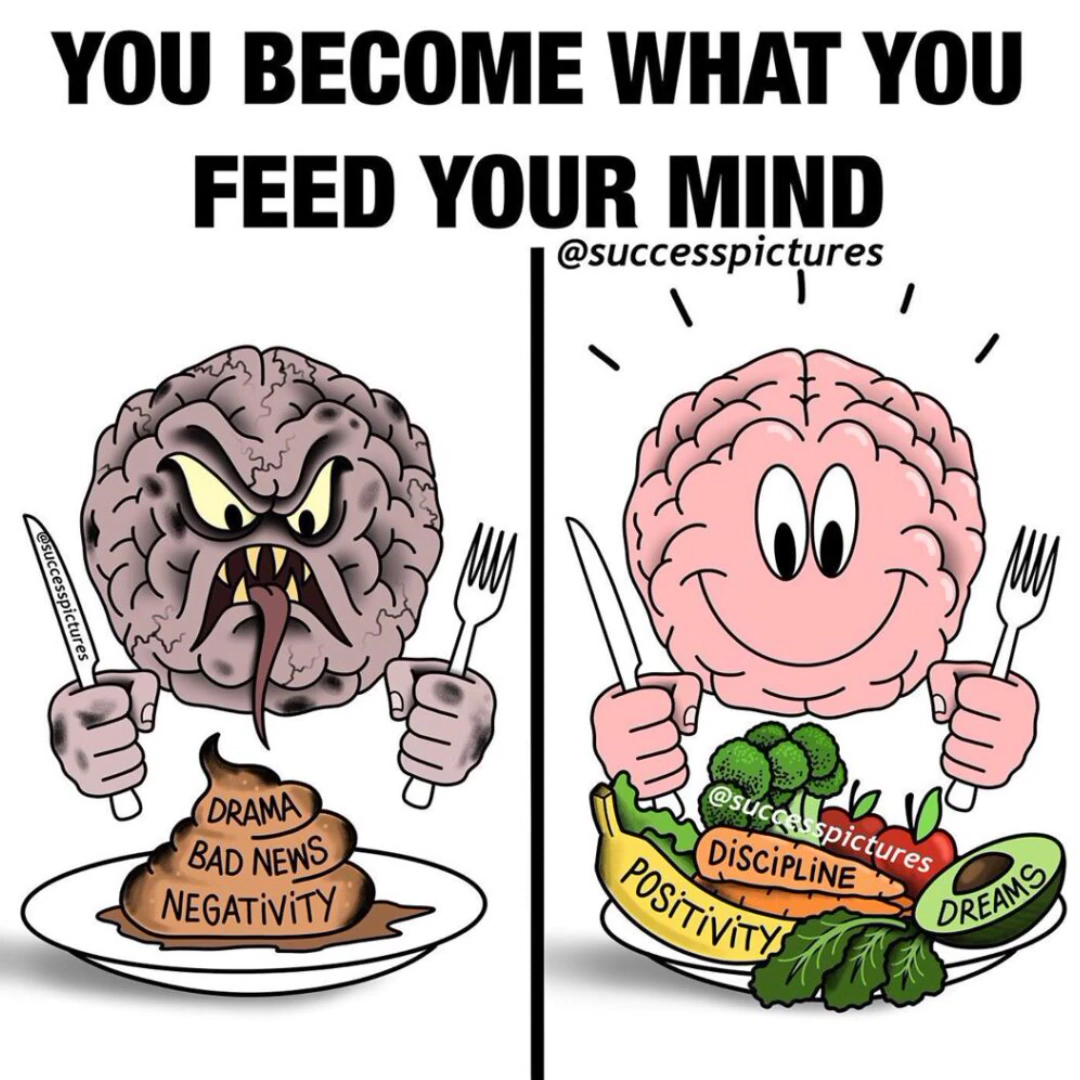 YOU BECOME WHAT YOU
FEED YOUR MIND
@successpictures
@successpictures
DRAMA
BAD NEWS
NEGATiViTY
@successpictures
DiSCiPLiNE
POSiTiViTY
DREAMS